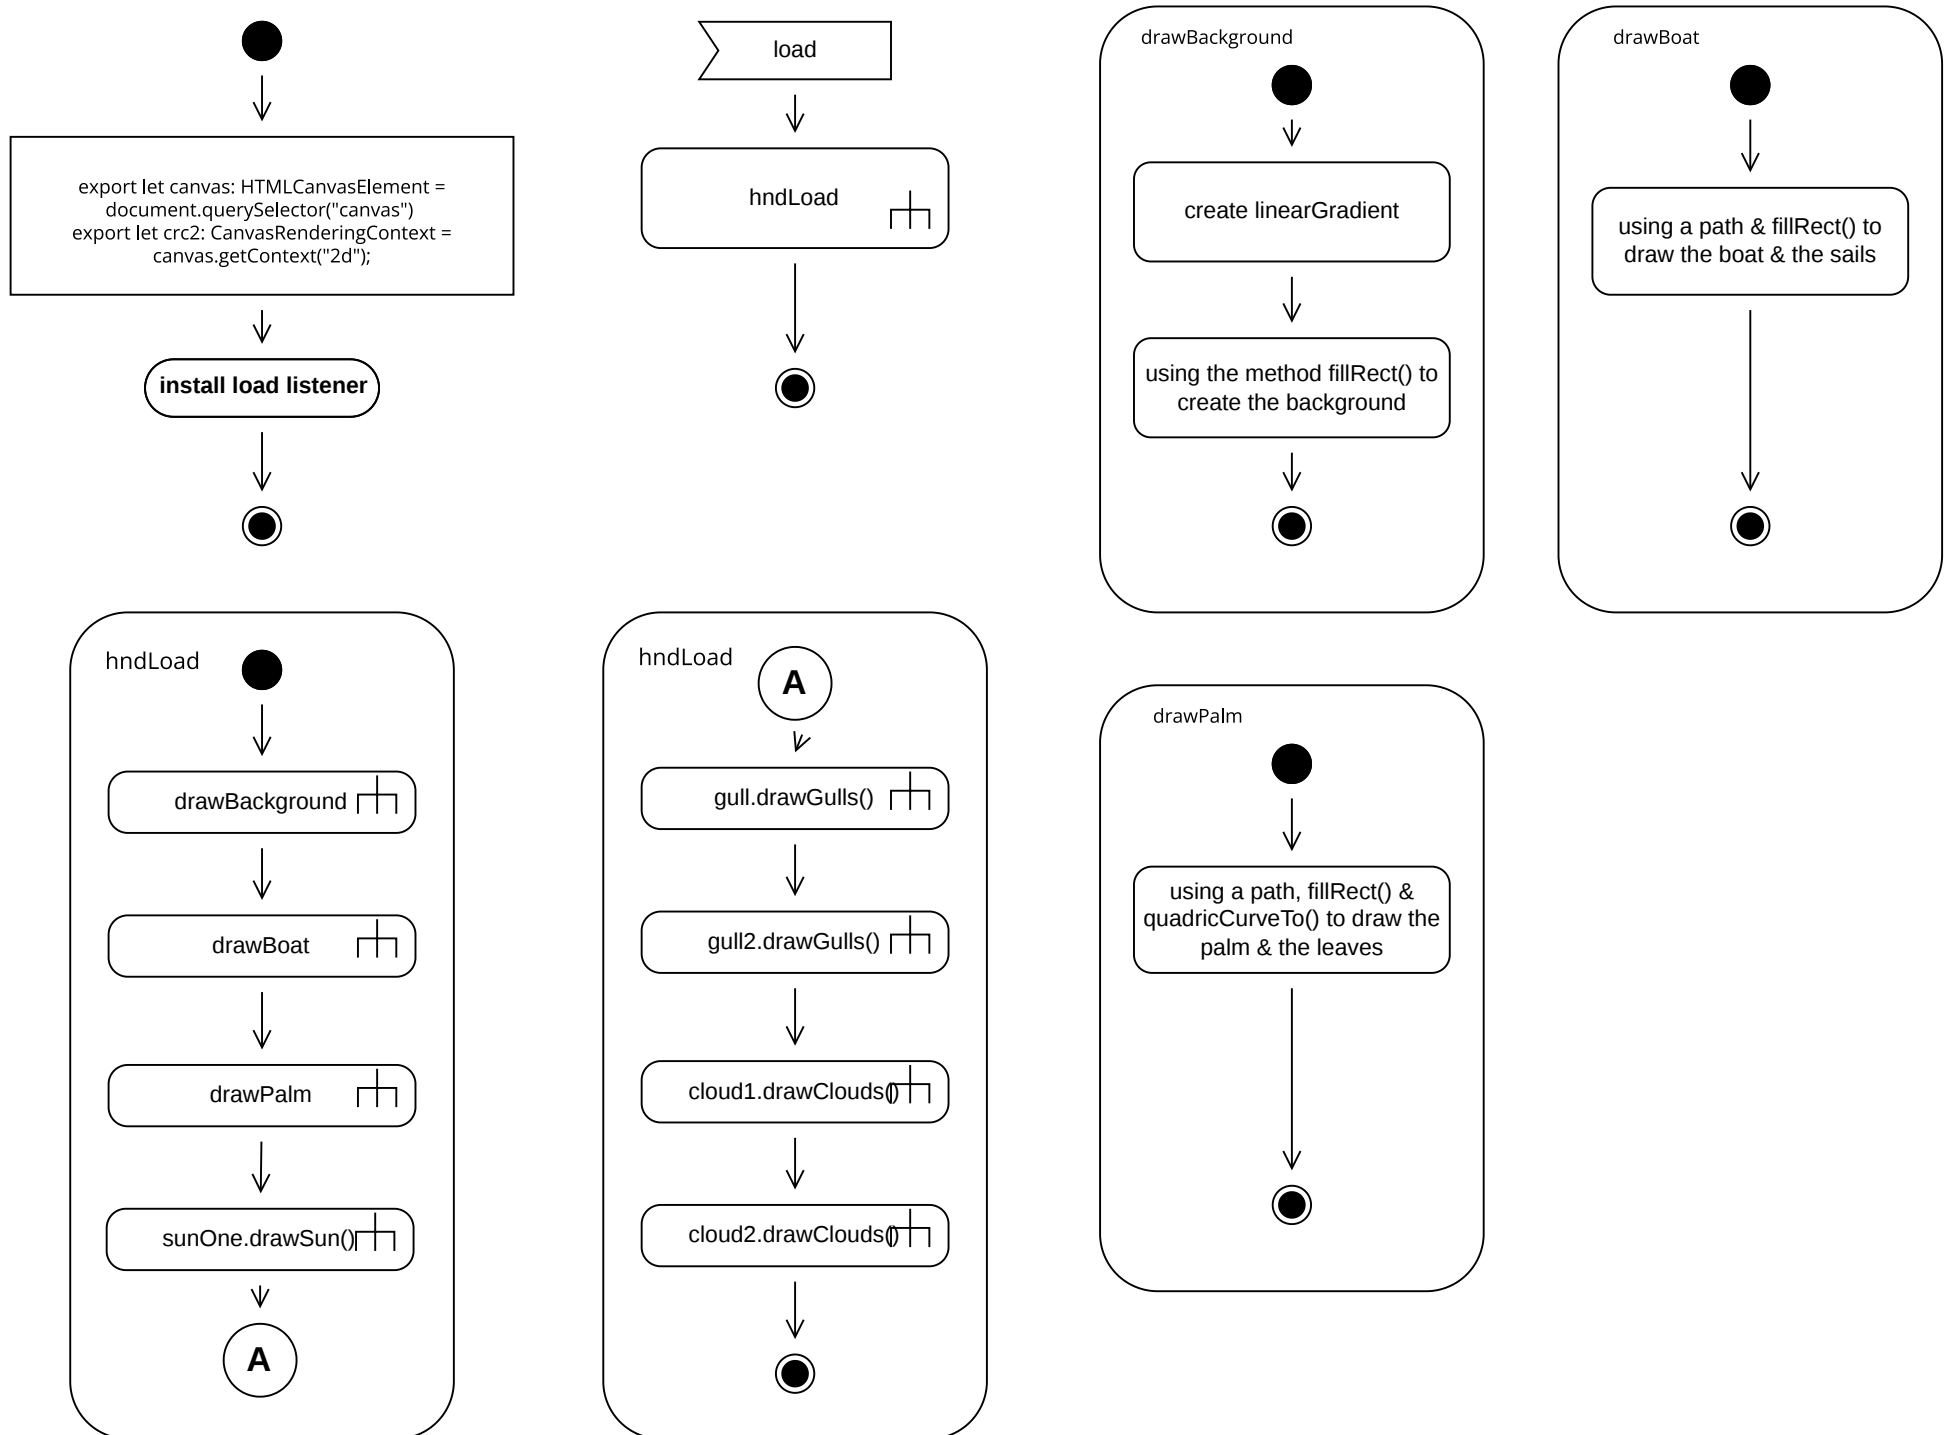 export let canvas: HTMLCanvasElement =
document.querySelector("canvas")
export let crc2: CanvasRenderingContext =
canvas.getContext("2d");
install load listener
load
hndLoad
drawBackground
create linearGradient
using the method fillRect() to
create the background
drawBoat
using a path & fillRect() to
draw the boat & the sails
hndLoad
drawBackground
drawBoat
drawPalm
sunOne.drawSun()
A
hndLoad
A
gull.drawGulls()
gull2.drawGulls()
cloud1.drawClouds()
cloud2.drawClouds()
drawPalm
using a path, fillRect() &
quadricCurveTo() to draw the
palm & the leaves